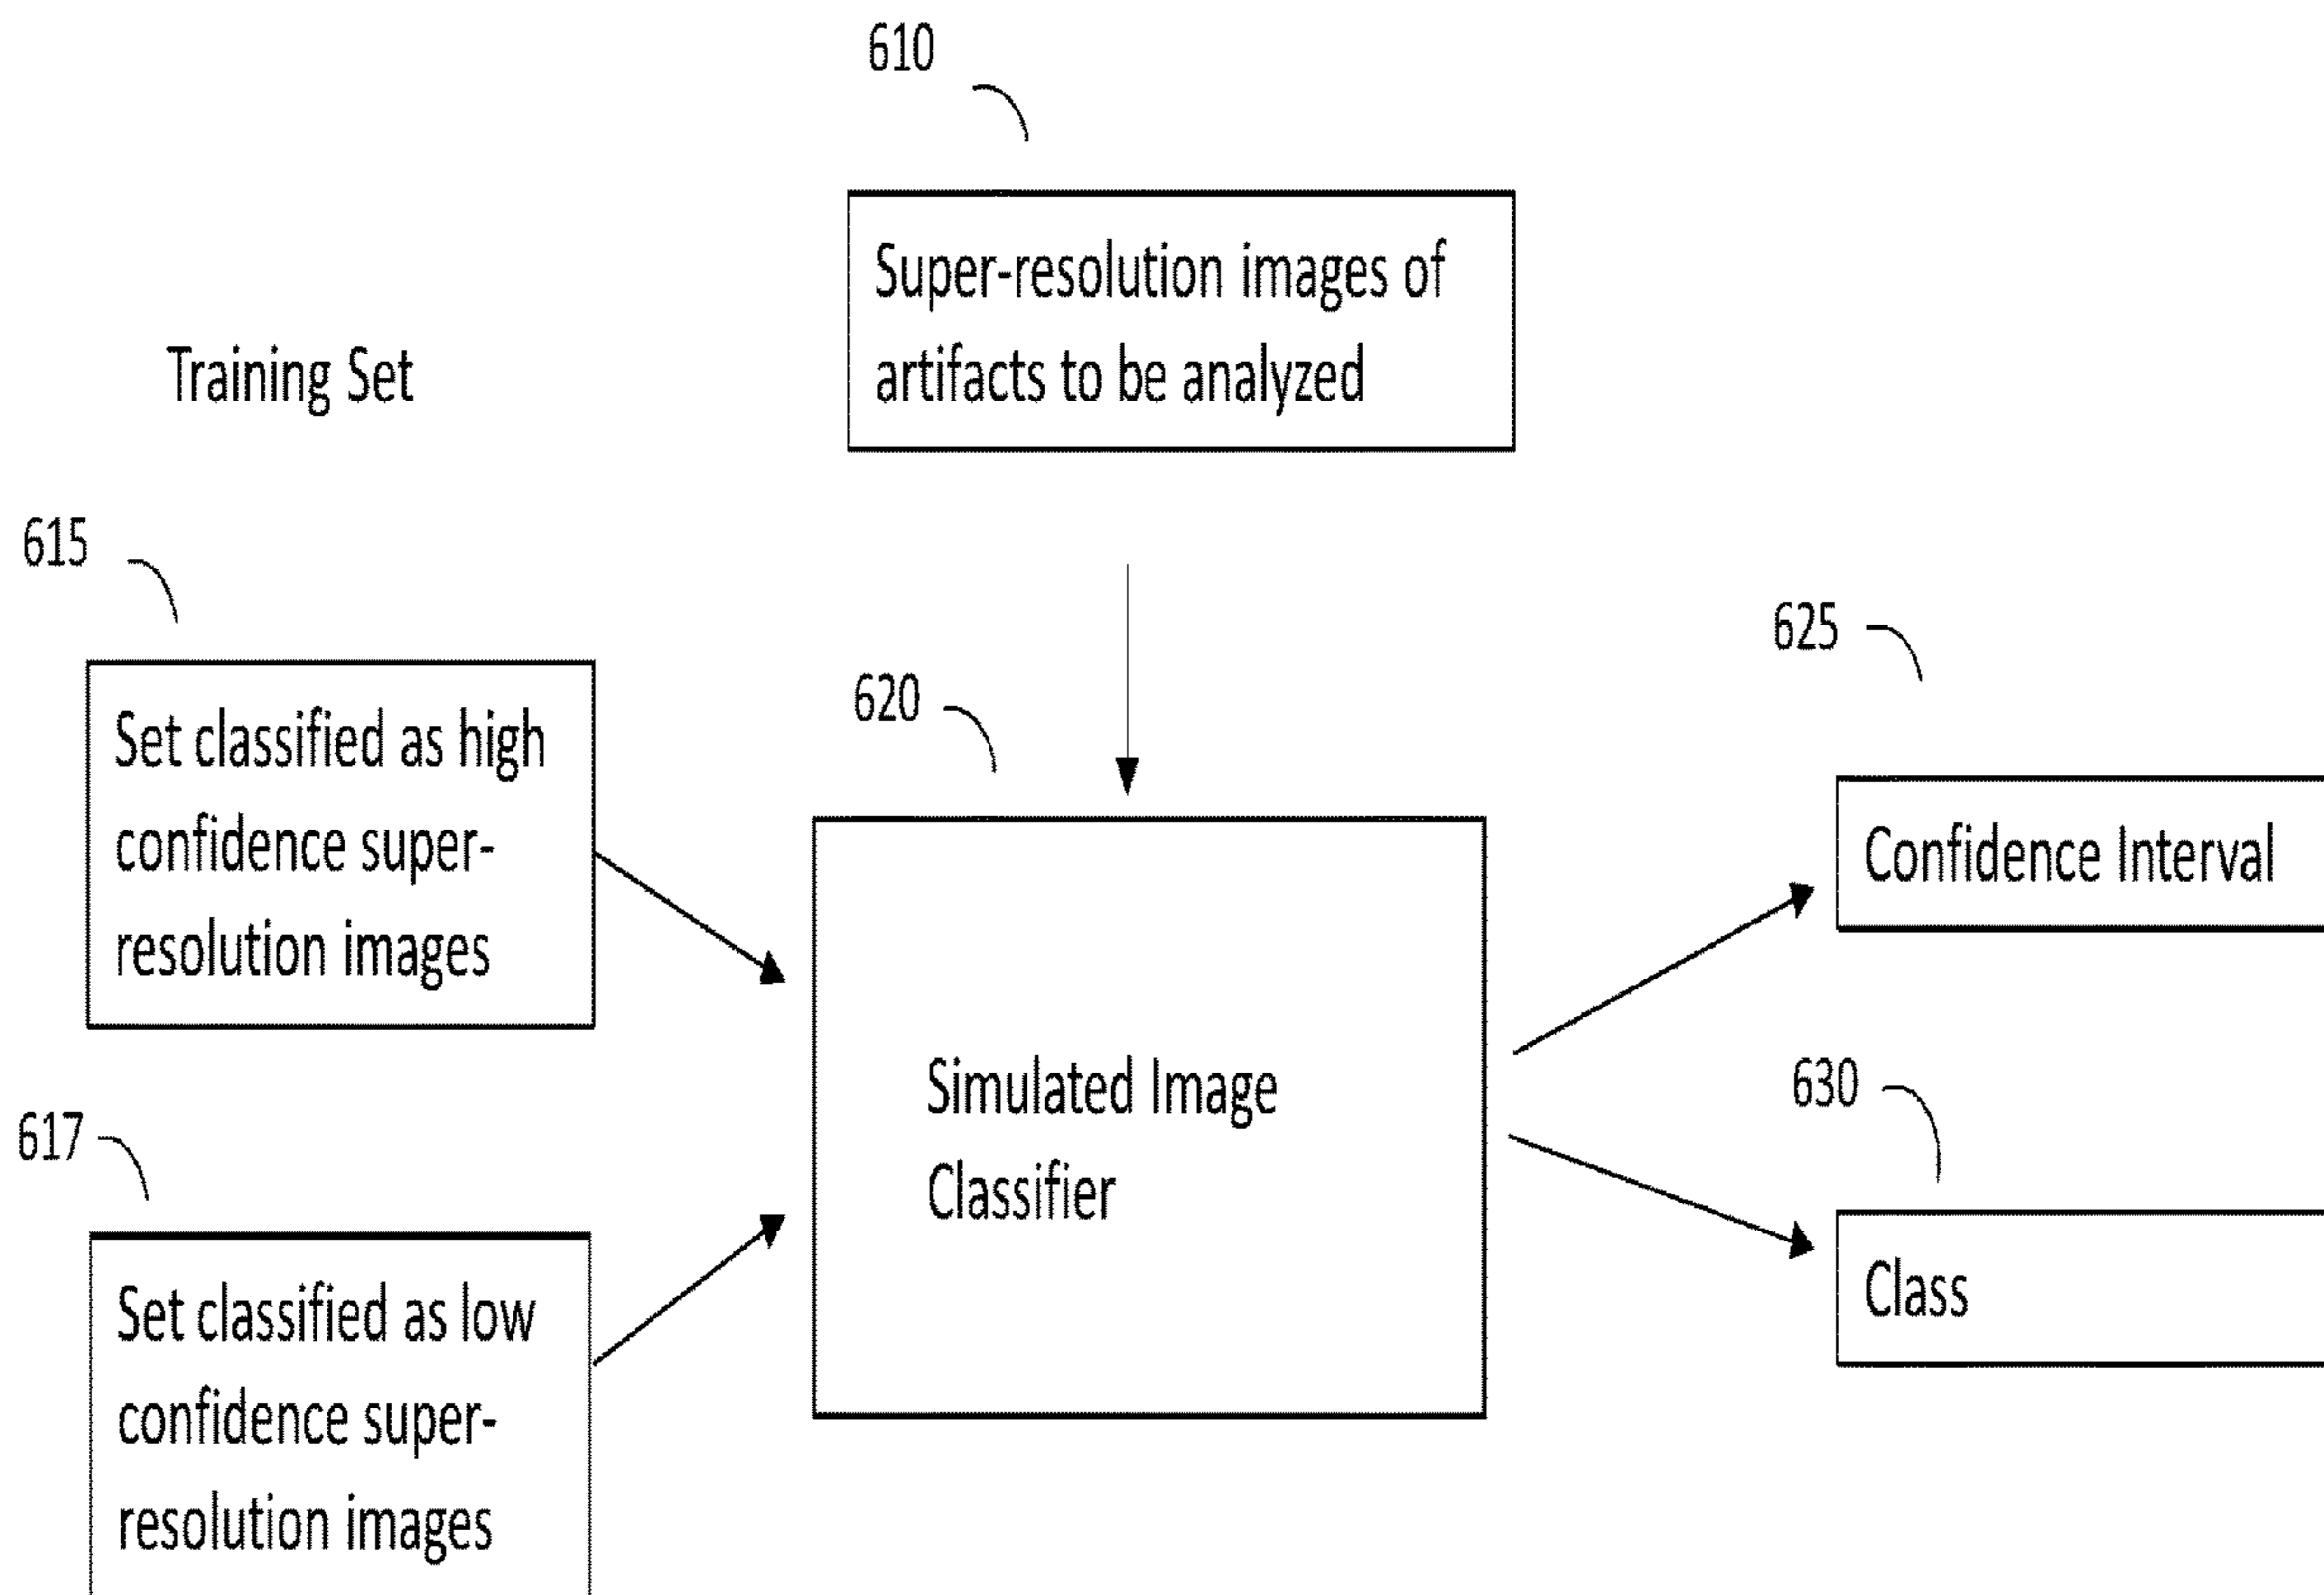 610
Super-resolution images of
artifacts to be analyzed
Training Set
615
Set classified as high
confidence super-
resolution images
617
Set classified as low
confidence super-
resolution images
620
Simulated Image
Classifier
625
Confidence Interval
630
Class